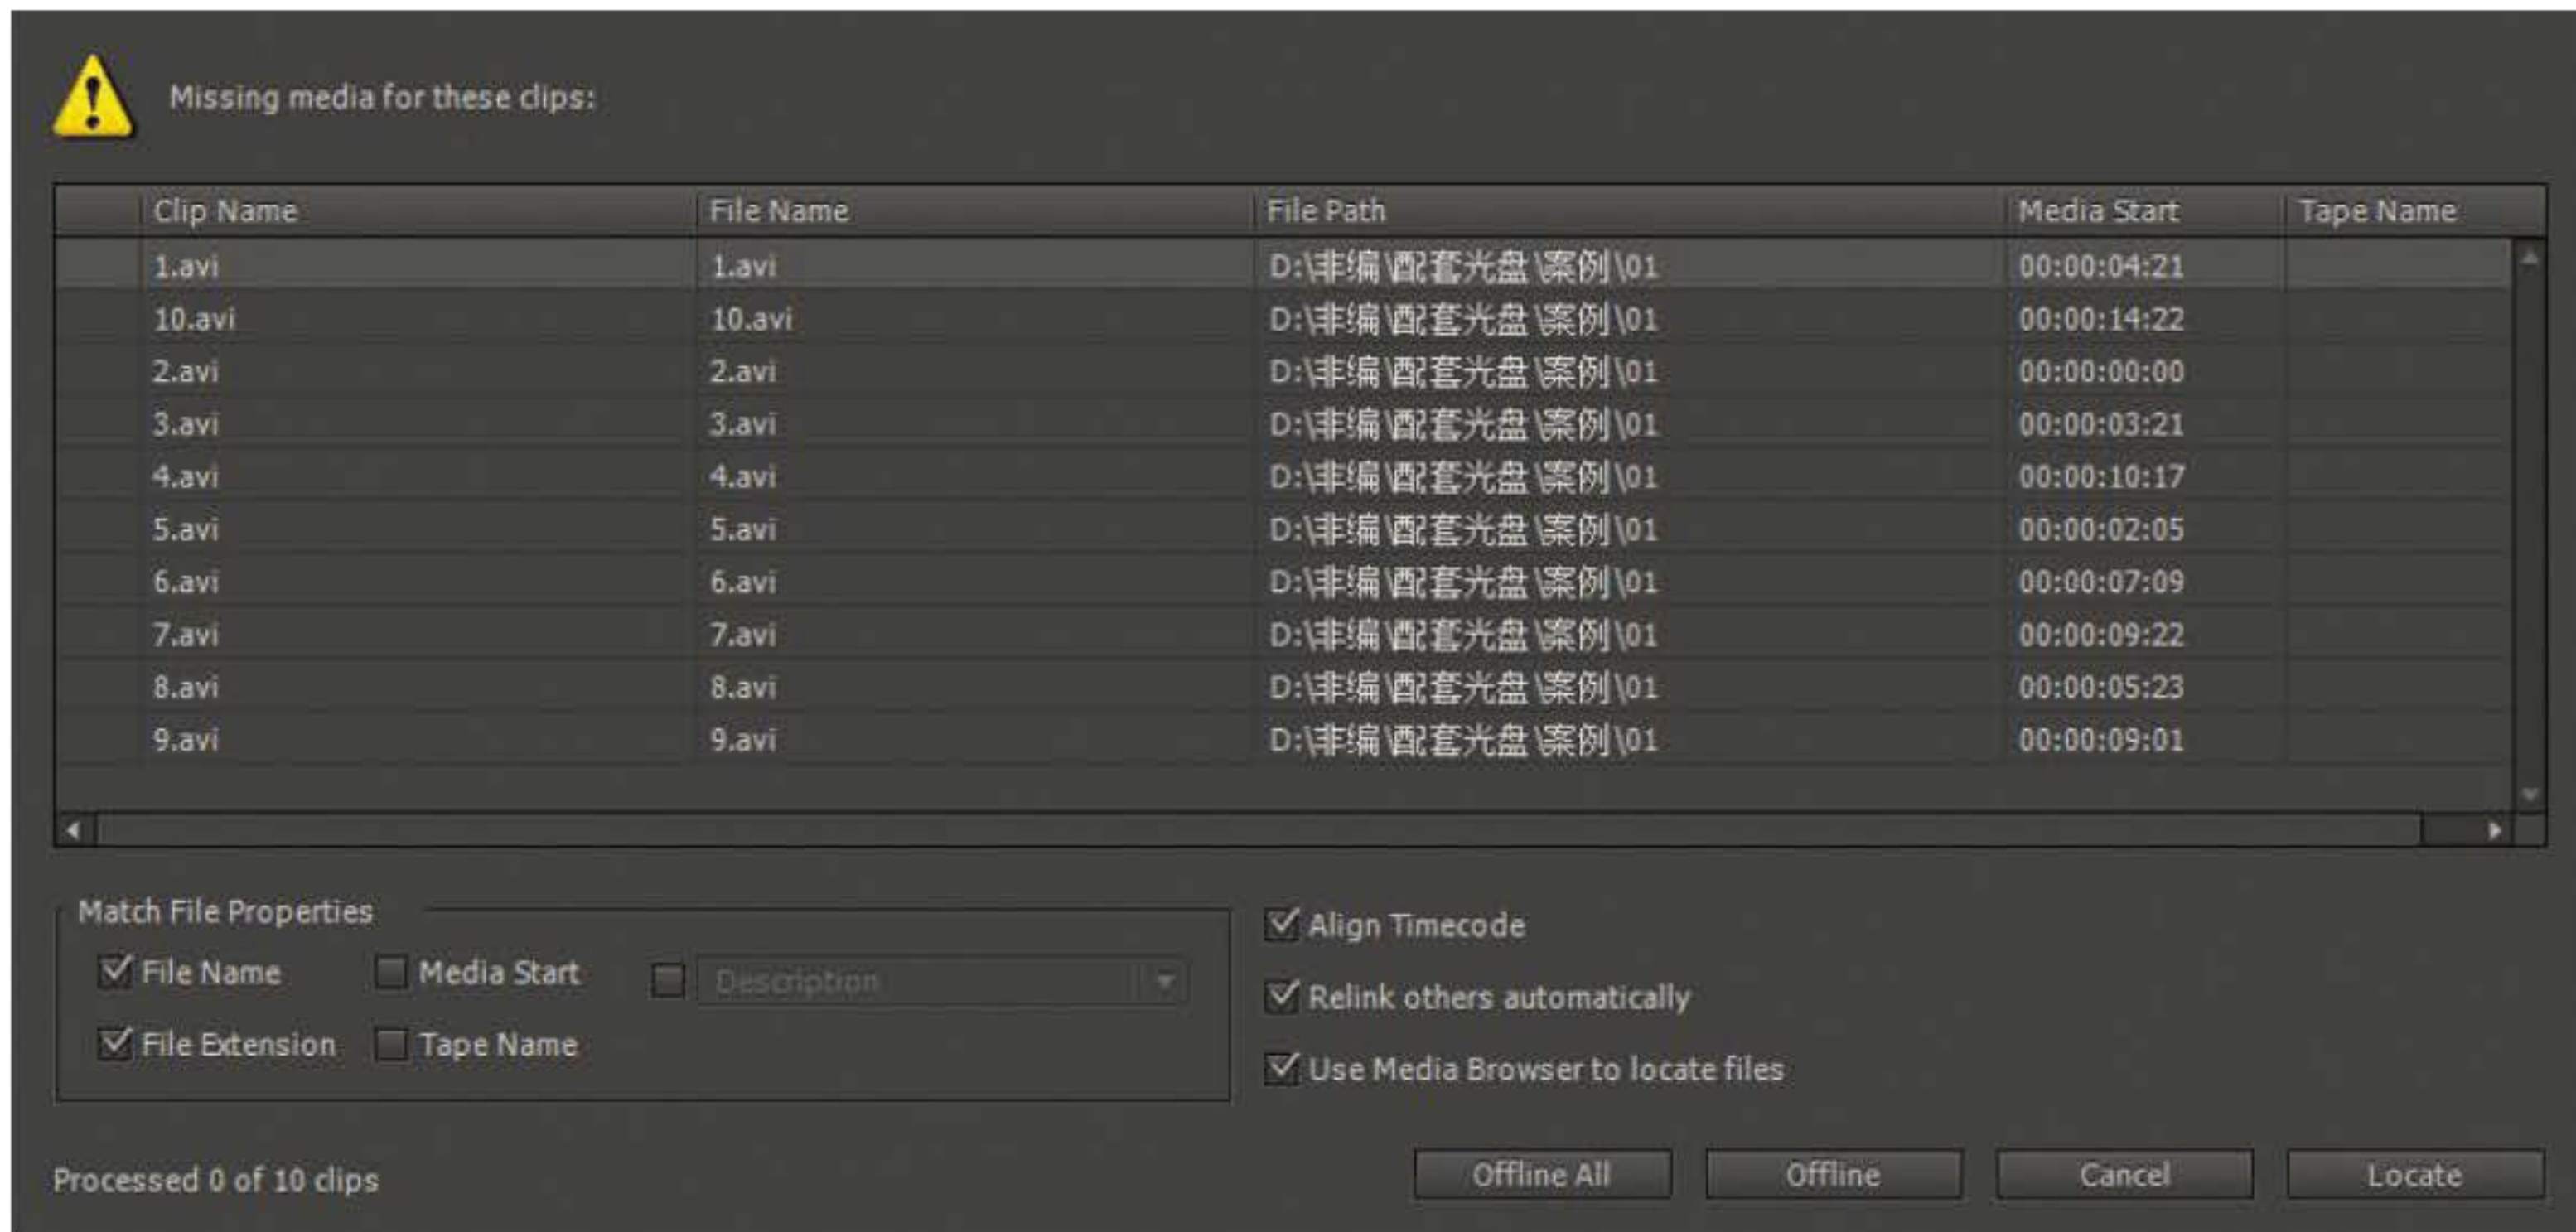 Missing media for these clips:
Clip Name File Name File Path Media Start Tape Name
1.avi 1.avi D:\非编\配套光盘\案例\01 00:00:04:21
10.avi 10.avi D:\非编\配套光盘\案例\01 00:00:14:22
2.avi 2.avi D:\非编\配套光盘\案例\01 00:00:00:00
3.avi 3.avi D:\非编\配套光盘\案例\01 00:00:03:21
4.avi 4.avi D:\非编\配套光盘\案例\01 00:00:10:17
5.avi 5.avi D:\非编\配套光盘\案例\01 00:00:02:05
6.avi 6.avi D:\非编\配套光盘\案例\01 00:00:07:09
7.avi 7.avi D:\非编\配套光盘\案例\01 00:00:09:22
8.avi 8.avi D:\非编\配套光盘\案例\01 00:00:05:23
9.avi 9.avi D:\非编\配套光盘\案例\01 00:00:09:01
Match File Properties
File Name Media Start Description
File Extension Tape Name
Align Timecode
Relink others automatically
Use Media Browser to locate files
Processed 0 of 10 clips
Offline All Offline Cancel Locate